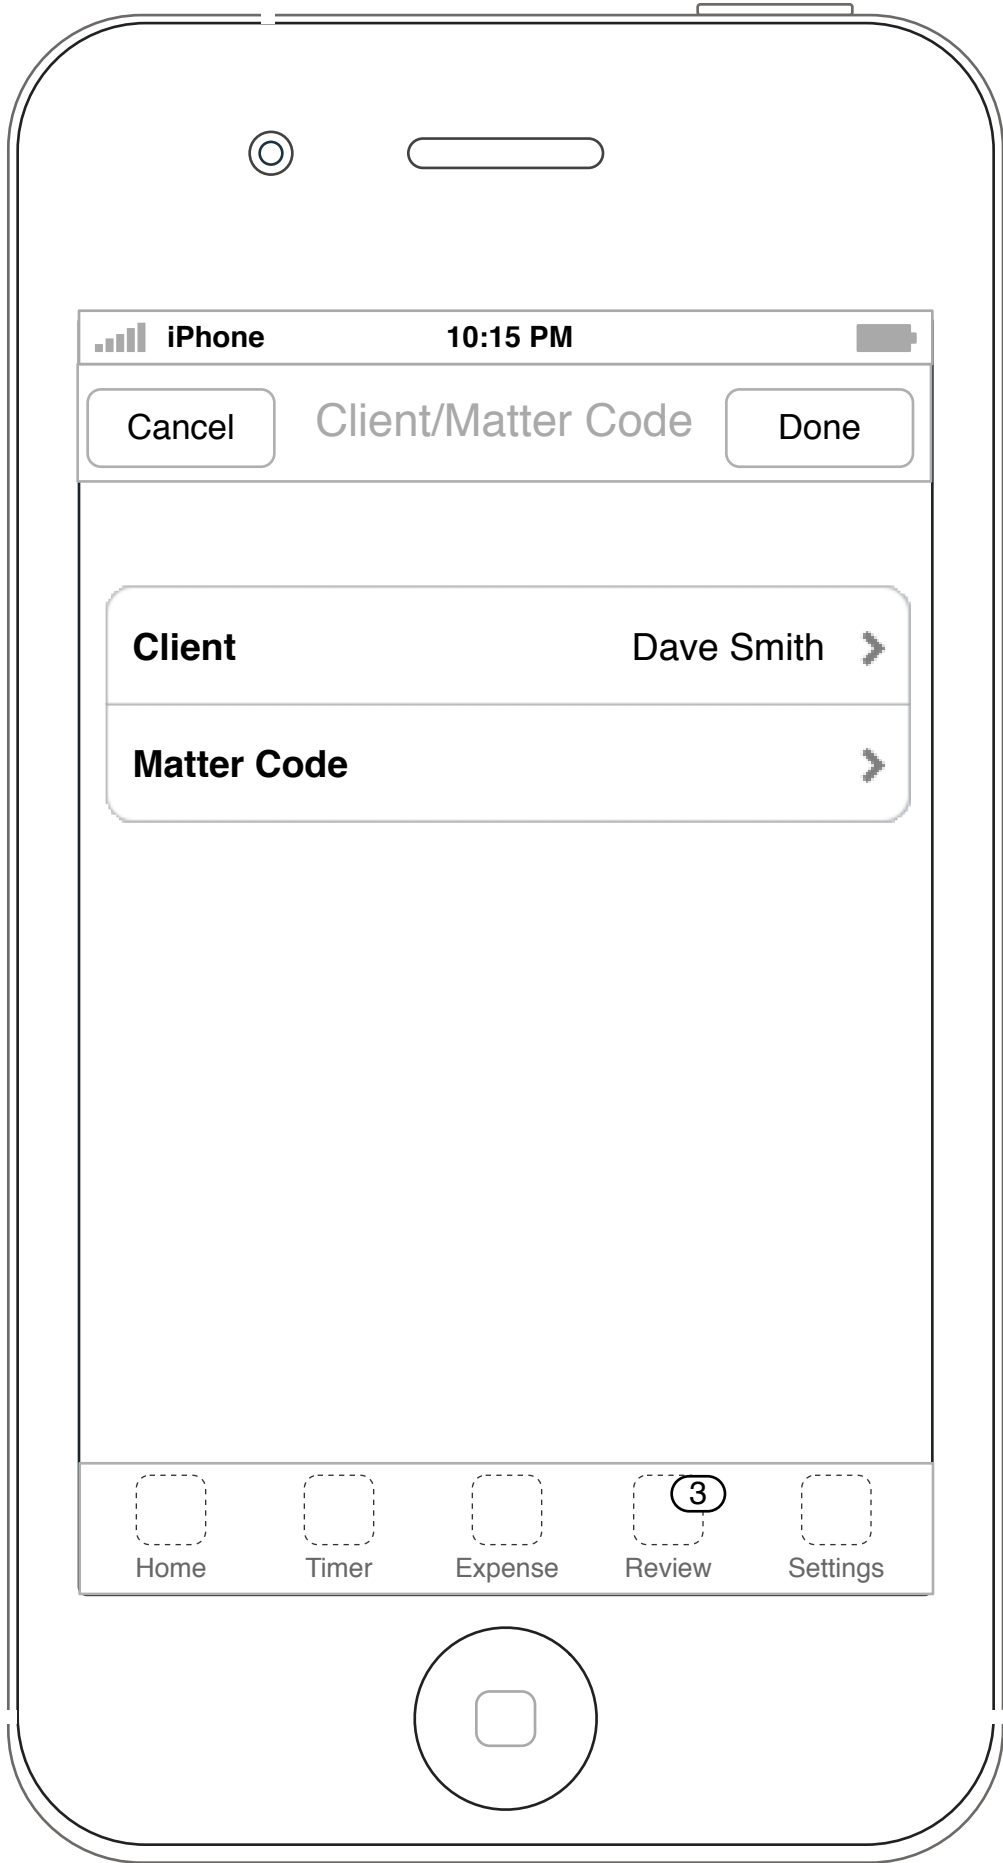 iPhone 10:15 PM
Cancel Client/Matter Code Done
Client Dave Smith
Matter Code
3
Home Timer Expense Review Settings